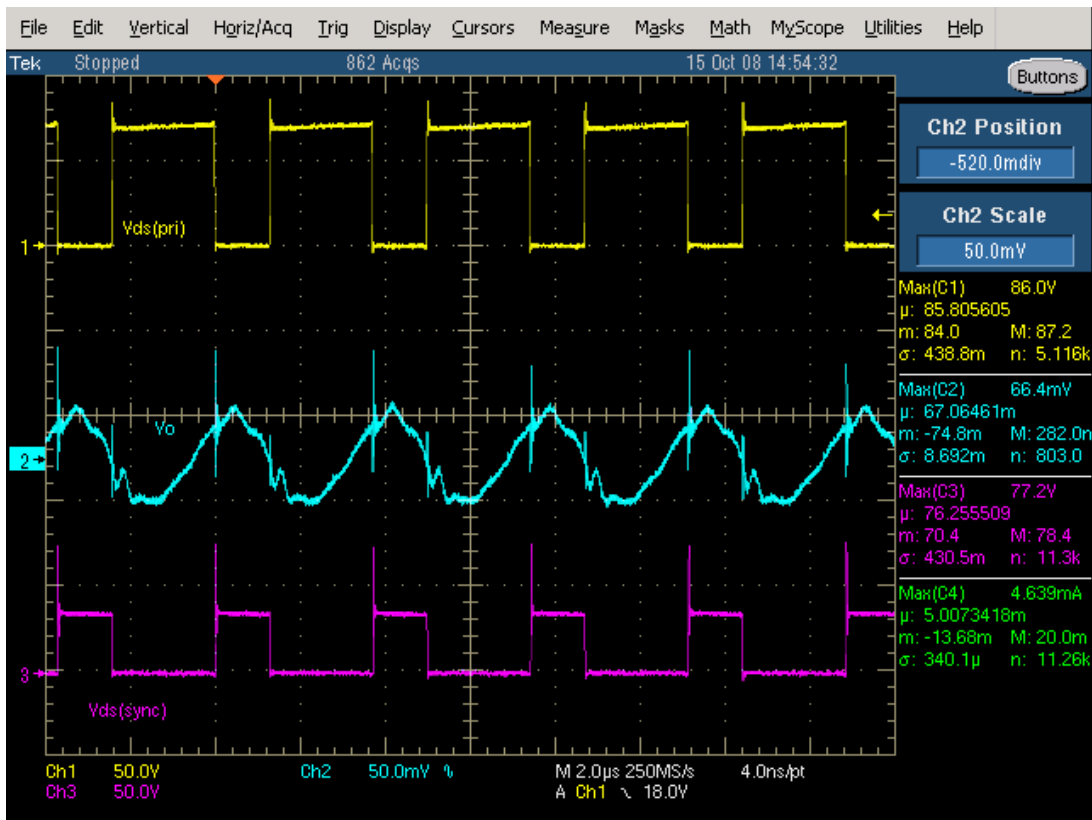 File Edit Vertical Horiz/Acq Trig Display Cursors Measure Masks Math MyScope Utilities Help
Tek Stopped 862 Acqs 15 Oct 08 14:54:32
Buttons
Ch2 Position
-520.0mdiv
Ch2 Scale
50.0mV
Max(C1) 86.0V
µ: 85.805605
m: 84.0 M: 87.2
σ: 438.8m n: 5.116k
Max(C2) 66.4mV
µ: 67.06461m
m: -74.8m M: 282.0m
σ: 8.692m n: 803.0
Max(C3) 77.2V
µ: 76.255509
m: 70.4 M: 78.4
σ: 430.5m n: 11.3k
Max(C4) 4.639mA
µ: 5.0073418m
m: -13.68m M: 20.0m
σ: 340.1µ n: 11.26k
1
Vds(pri)
Vo
2
3
Vds(sync)
Ch1 50.0V Ch2 50.0mV M 2.0µs 250MS/s 4.0ns/pt
Ch3 50.0V A Ch1 18.0V